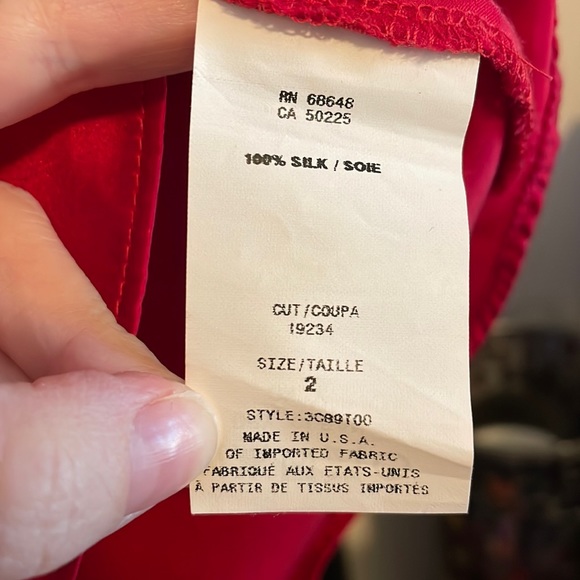 RN 68648
CA 50225
100% SILK / SOIE
CUT/COUPA
19234
SIZE/TAILLE
2
STYLE:3C89T00
MADE IN U.S.A.
OF IMPORTED FABRIC
FABRIQUÉ AUX ETATS-UNIS
À PARTIR DE TISSUS IMPORTÉS